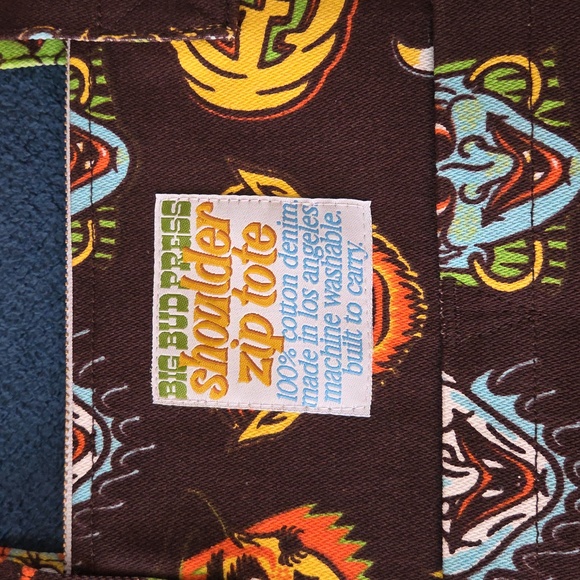 BIG BUD PRESS
shoulder
zip tote
100% cotton denim.
made in los angeles.
machine washable.
built to carry.